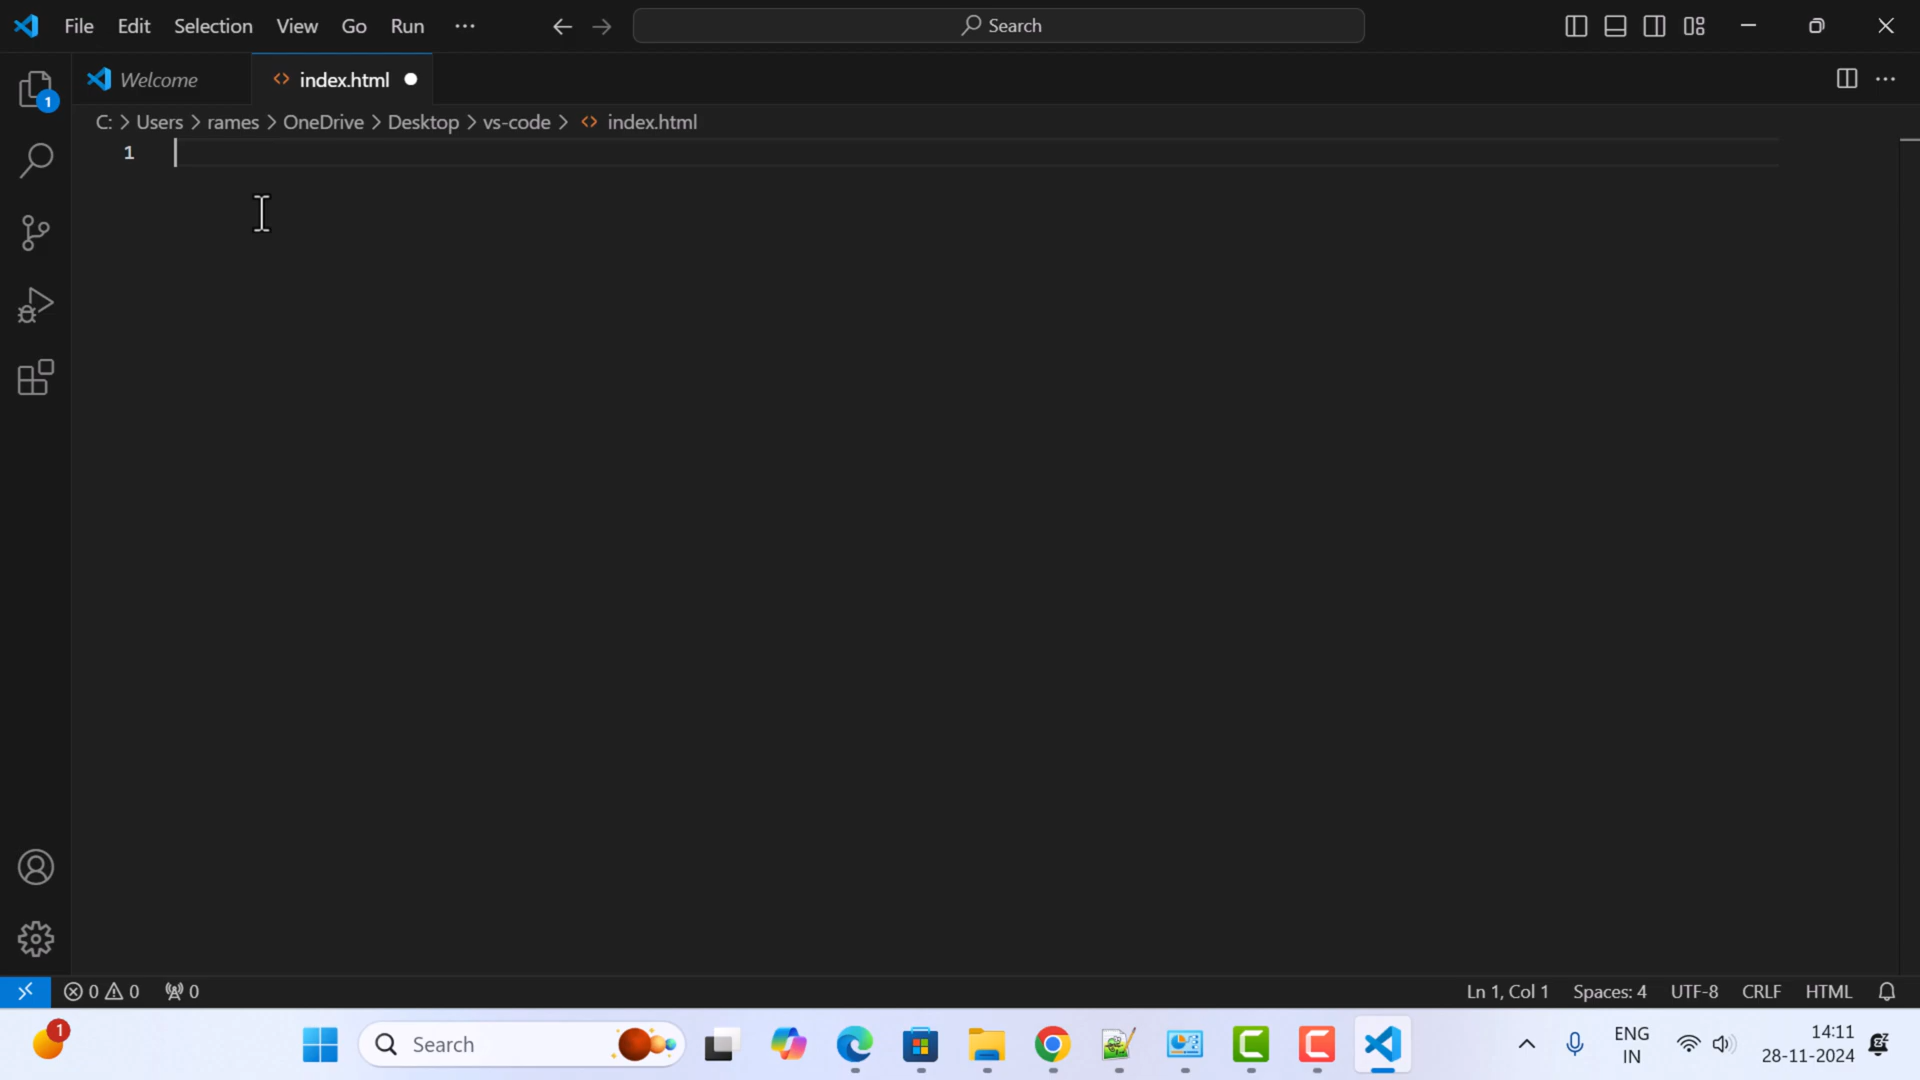 File Edit Selection View Go Run ··· Search
Welcome index.html
C: > Users > rames > OneDrive > Desktop > vs-code > index.html
1
1
0 0 0 Ln 1, Col 1 Spaces: 4 UTF-8 CRLF HTML
1 Search ENG 14:11
IN 28-11-2024